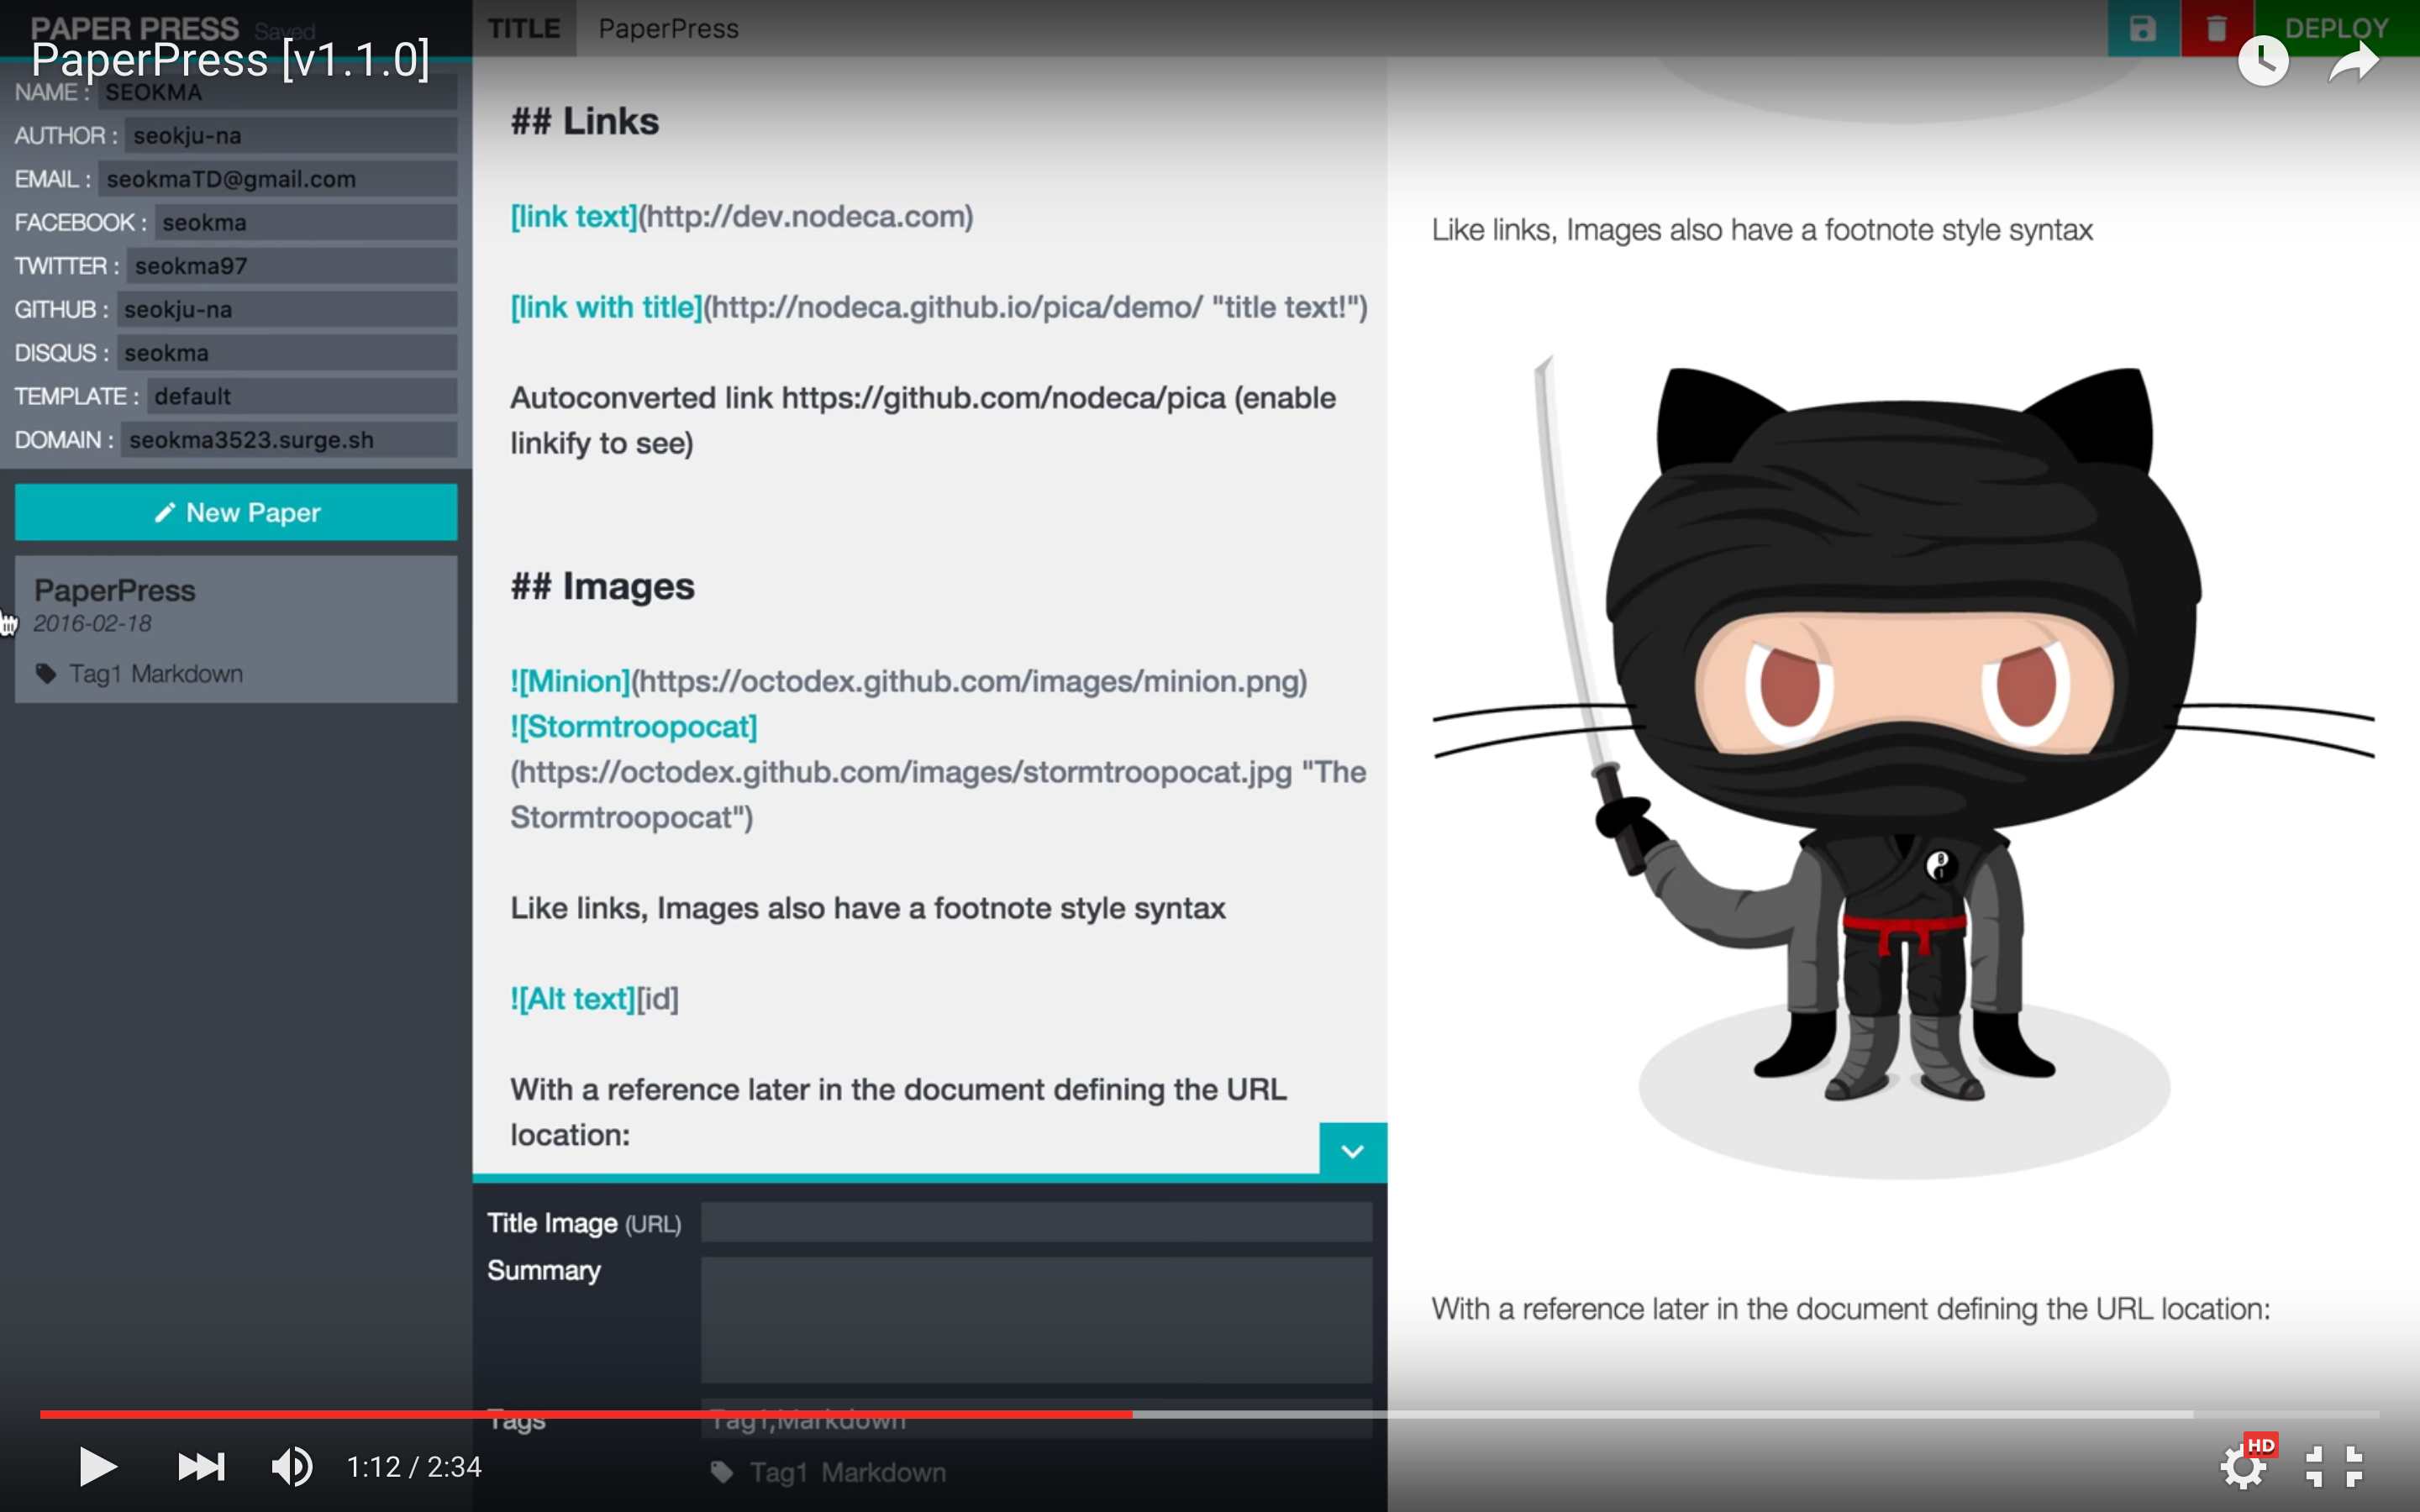 PAPER PRESS Saved
PaperPress [v1.1.0]
NAME : SEOKMA
AUTHOR : seokju-na
EMAIL : seokmaTD@gmail.com
FACEBOOK : seokma
TWITTER : seokma97
GITHUB : seokju-na
DISQUS : seokma
TEMPLATE : default
DOMAIN : seokma3523.surge.sh
New Paper
PaperPress
2016-02-18
Tag1 Markdown
TITLE PaperPress
DEPLOY
## Links
[link text](http://dev.nodeca.com)
[link with title](http://nodeca.github.io/pica/demo/ "title text!")
Autoconverted link https://github.com/nodeca/pica (enable
linkify to see)
## Images
![Minion](https://octodex.github.com/images/minion.png)
![Stormtroopocat]
(https://octodex.github.com/images/stormtroopocat.jpg "The
Stormtroopocat")
Like links, Images also have a footnote style syntax
![Alt text][id]
With a reference later in the document defining the URL
location:
Title Image (URL)
Summary
Tags Tag1,Markdown
Tag1 Markdown
Like links, Images also have a footnote style syntax
With a reference later in the document defining the URL location:
1:12 / 2:34
HD